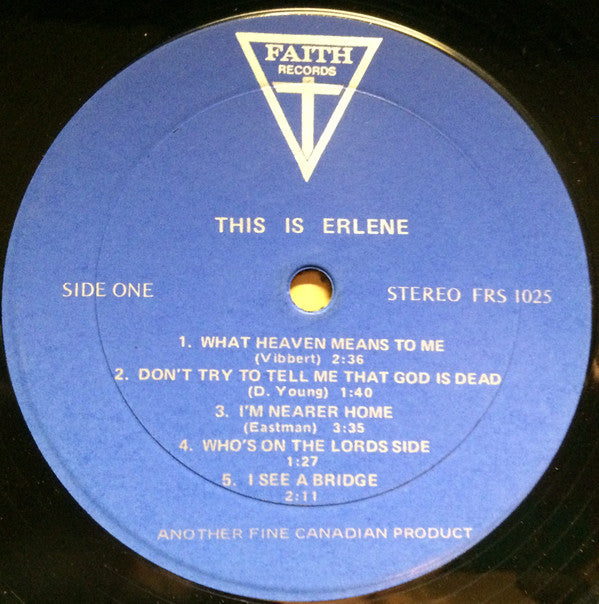 FAITH
RECORDS
THIS IS ERLENE
SIDE ONE
STEREO FRS 1025
1. WHAT HEAVEN MEANS TO ME
(Vibbert) 2:36
2. DON'T TRY TO TELL ME THAT GOD IS DEAD
(D. Young) 1:40
3. I'M NEARER HOME
(Eastman) 3:35
4. WHO'S ON THE LORDS SIDE
1:27
5. I SEE A BRIDGE
2:11
ANOTHER FINE CANADIAN PRODUCT